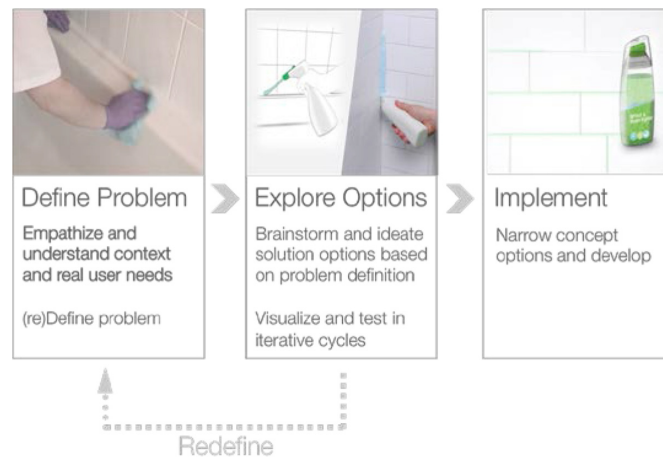 Define Problem
Empathize and
understand context
and real user needs
(re)Define problem
Explore Options
Brainstorm and ideate
solution options based
on problem definition
Visualize and test in
iterative cycles
Implement
Narrow concept
options and develop
Redefine